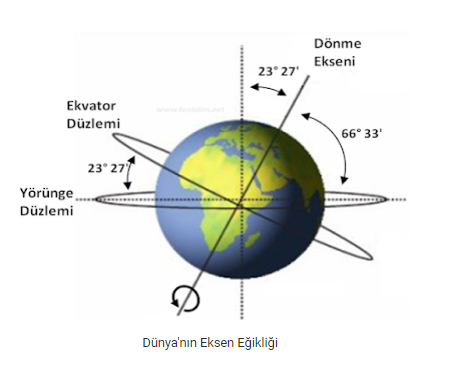 Dönme
Ekseni
23° 27'
Ekvator
Düzlemi
66° 33'
23° 27'
Yörünge
Düzlemi
Dünya'nın Eksen Eğikliği